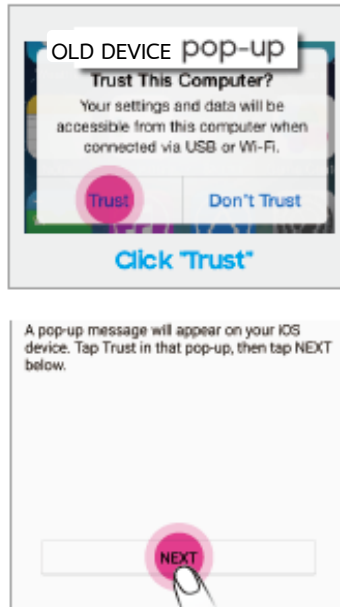 OLD DEVICE pop-up
Trust This Computer?
Your settings and data will be
accessible from this computer when
connected via USB or Wi-Fi.
Trust
Don't Trust
Click "Trust"
A pop-up message will appear on your iOS
device. Tap Trust in that pop-up, then tap NEXT
below.
NEXT